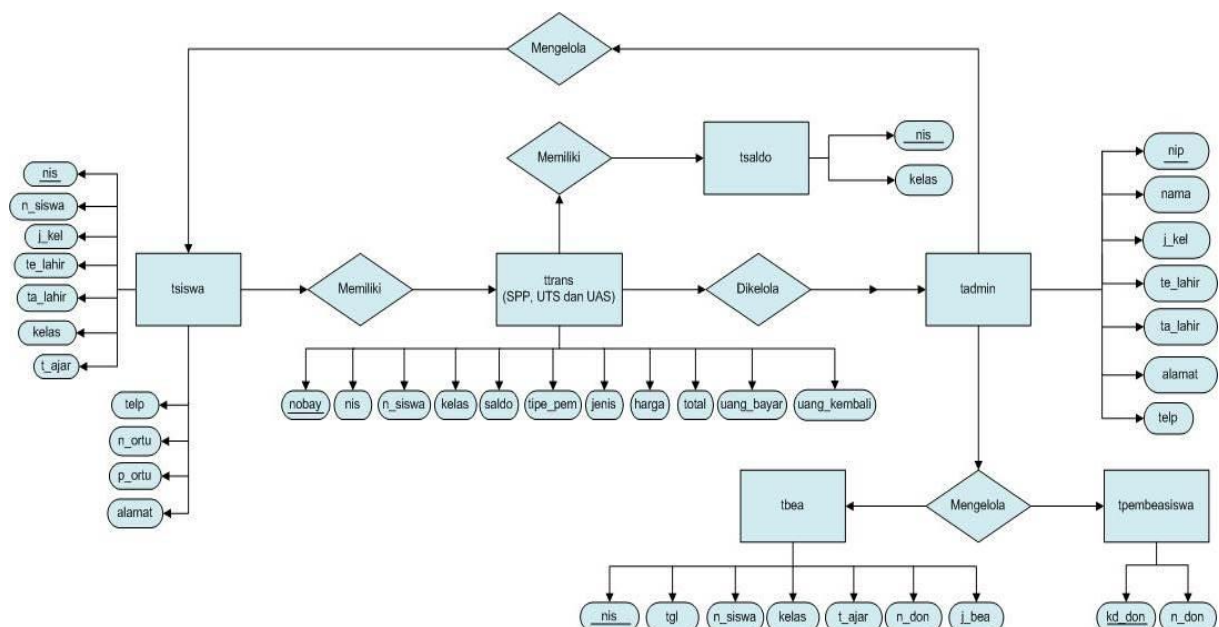 Mengelola
Memiliki
tsaldo
nis
kelas
nis
n_siswa
j_kel
te_lahir
ta_lahir
kelas
t_ajar
tsiswa
Memiliki
ttrans
(SPP, UTS dan UAS)
Dikelola
tadmin
nip
nama
j_kel
te_lahir
ta_lahir
alamat
telp
telp
n_ortu
p_ortu
alamat
nobay
nis
n_siswa
kelas
saldo
tipe_pem
jenis
harga
total
uang_bayar
uang_kembali
tbea
Mengelola
tpembeasiswa
nis
tgl
n_siswa
kelas
t_ajar
n_don
j_bea
kd_don
n_don